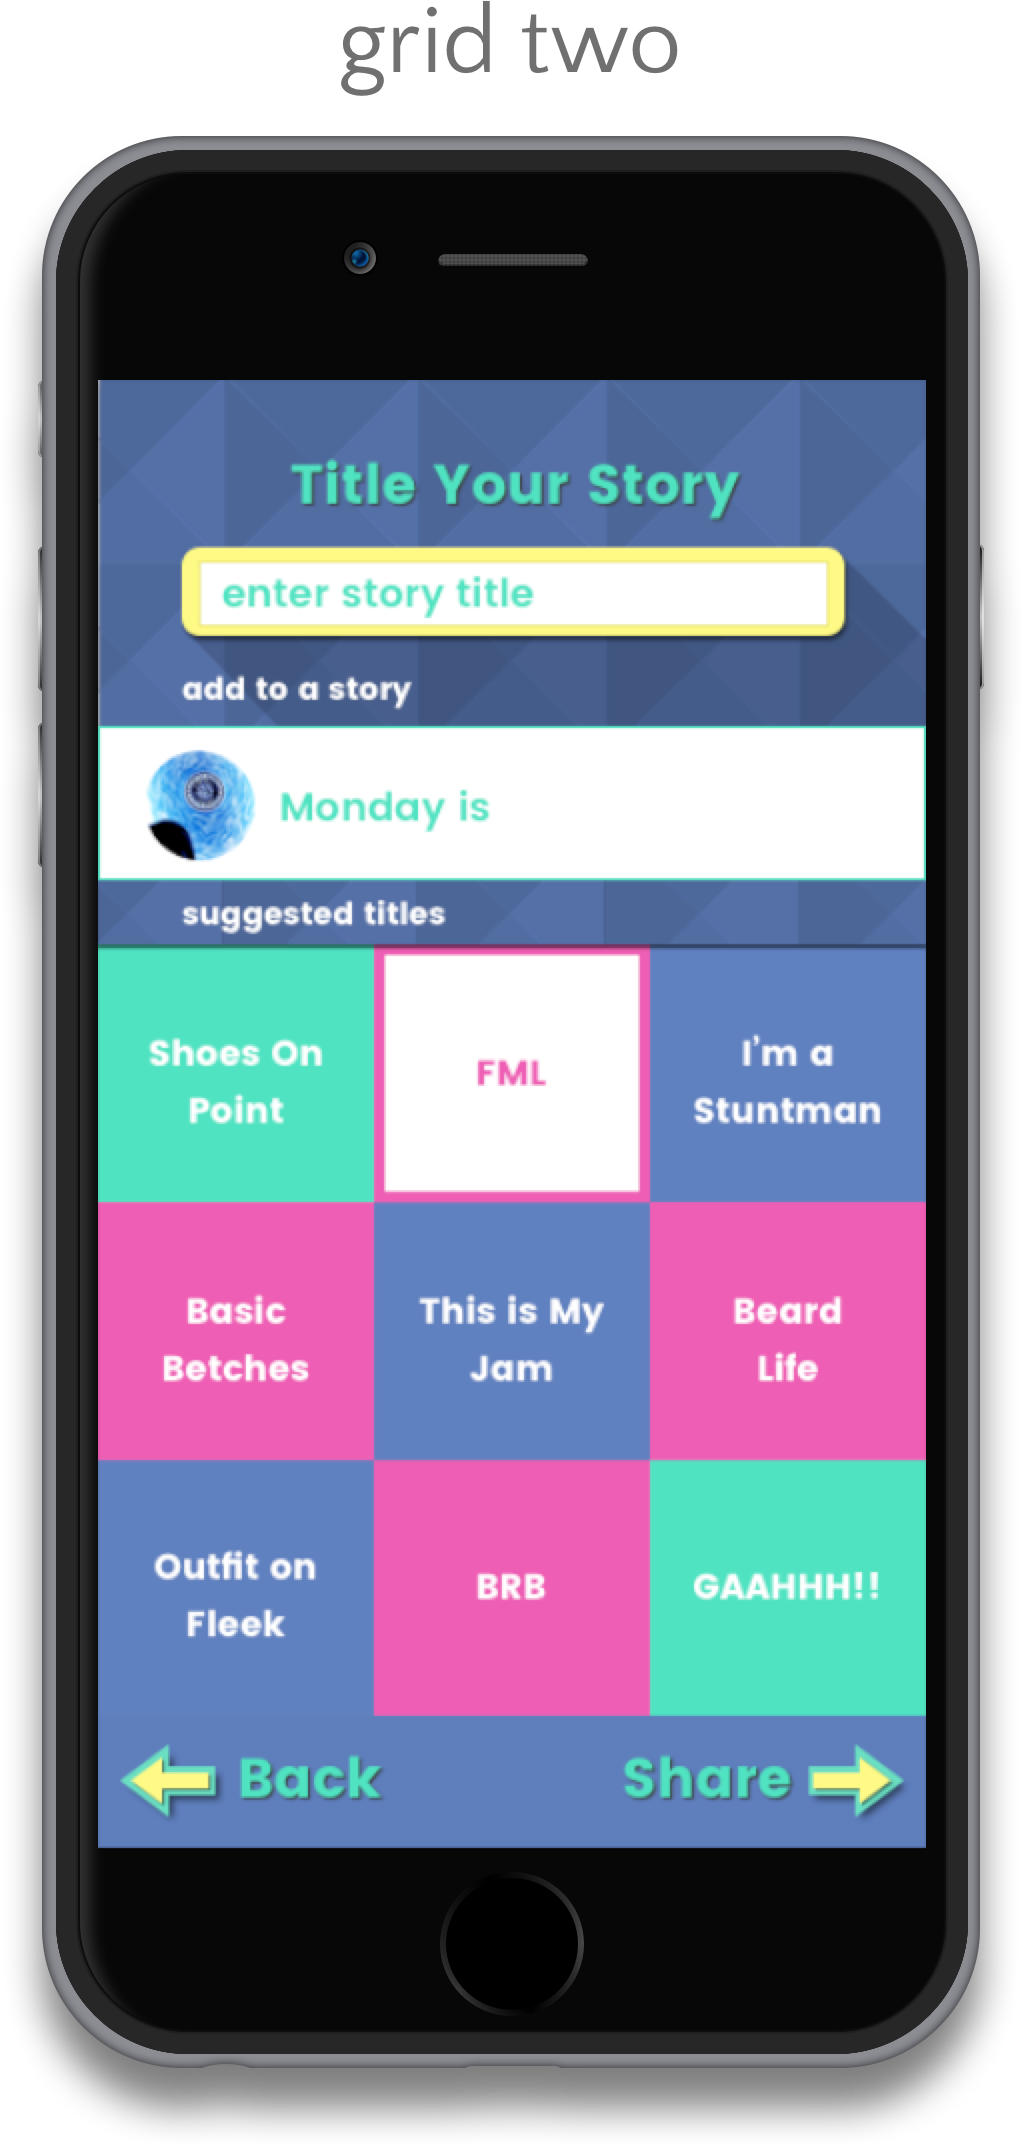 grid two
Title Your Story
enter story title
add to a story
Monday is
suggested titles
Shoes On
Point
FML
I'm a
Stuntman
Basic
Betches
This is My
Jam
Beard
Life
Outfit on
Fleek
BRB
GAAHHH!!
Back
Share